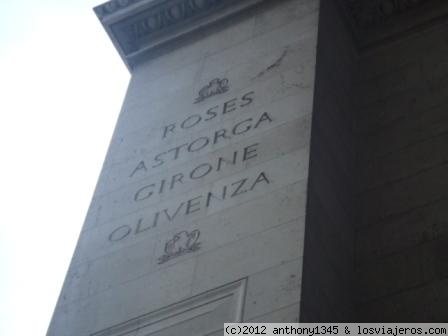 ROSES
ASTORGA
GIRONE
OLIVENZA
(c)2012 anthony1345 @ losviajeros.com